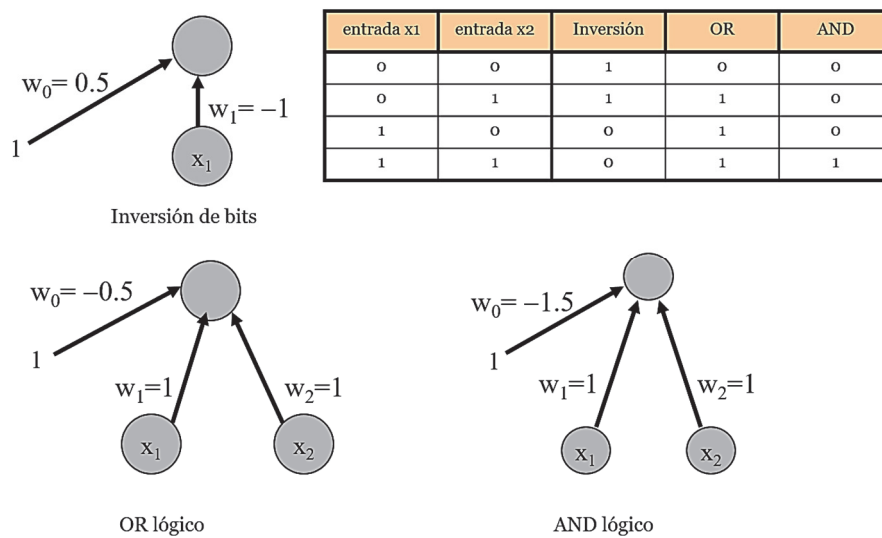 w₀= 0.5
w₁= –1
1
x₁
Inversión de bits
entrada x1 entrada x2 Inversión OR AND
0 0 1 0 0
0 1 1 1 0
1 0 0 1 0
1 1 0 1 1
w₀= –0.5
1
w₁=1
w₂=1
x₁
x₂
OR lógico
w₀= –1.5
1
w₁=1
w₂=1
x₁
x₂
AND lógico